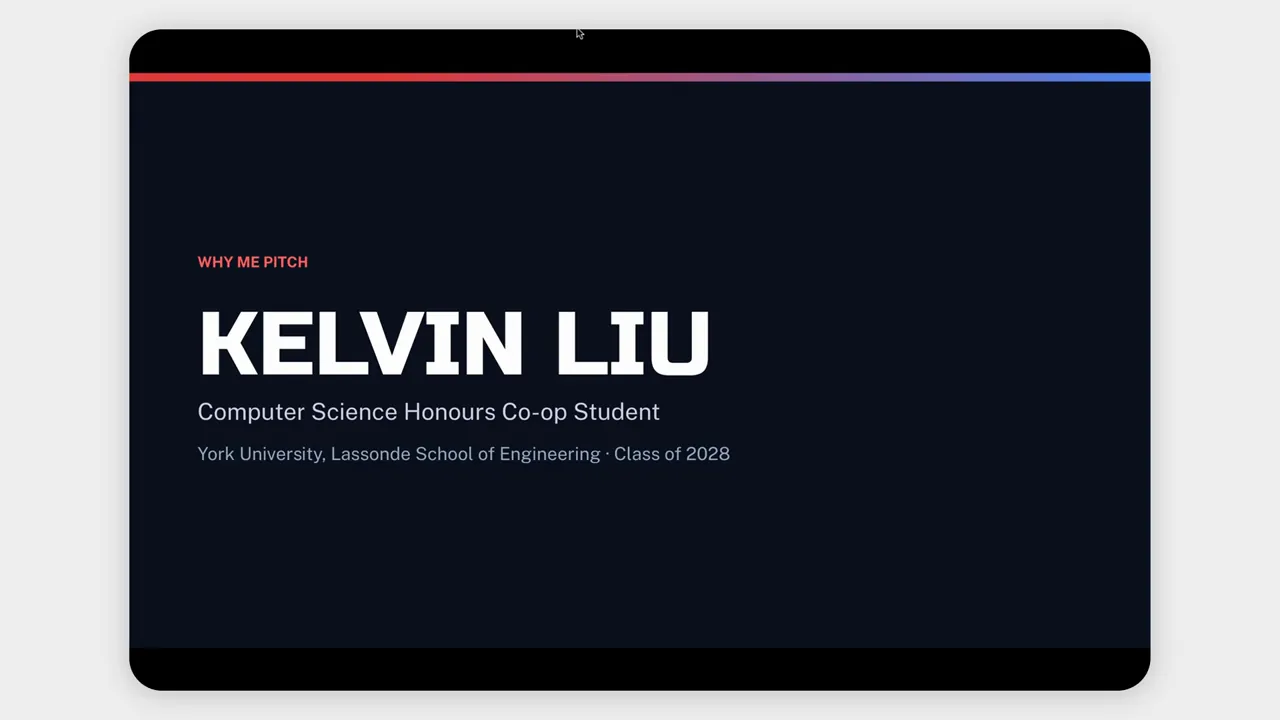 WHY ME PITCH
KELVIN LIU
Computer Science Honours Co-op Student
York University, Lassonde School of Engineering · Class of 2028